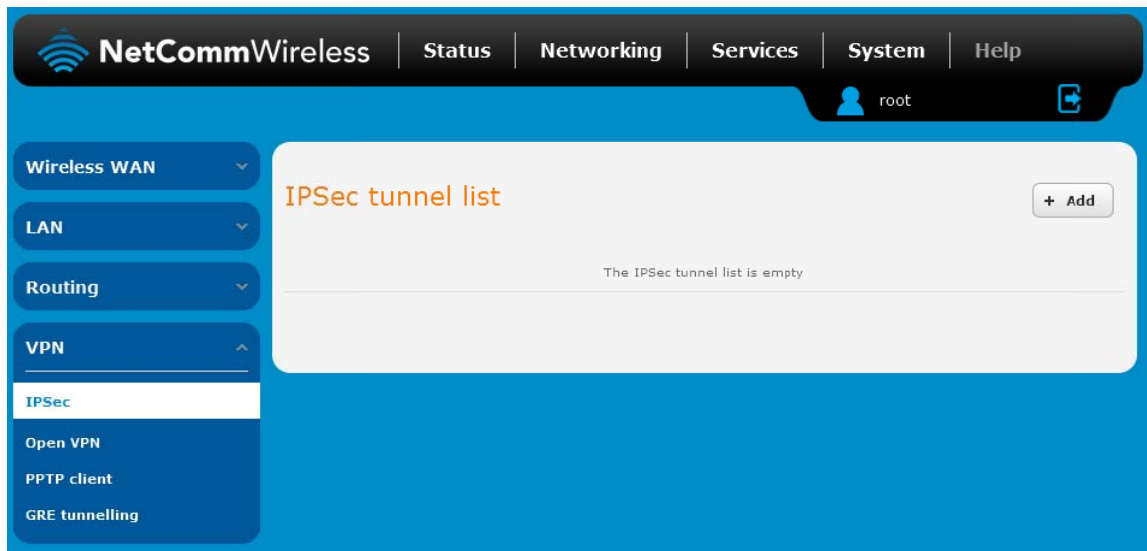 NetCommWireless Status Networking Services System Help
root
Wireless WAN
LAN
Routing
VPN
IPSec
Open VPN
PPTP client
GRE tunnelling
IPSec tunnel list
+ Add
The IPSec tunnel list is empty